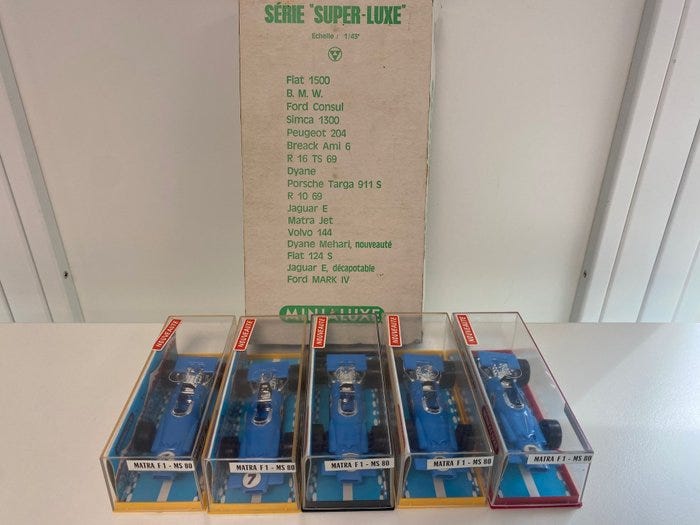 SÉRIE "SUPER-LUXE"
Echelle : 1/43e
Fiat 1500
B. M. W.
Ford Consul
Simca 1300
Peugeot 204
Breack Ami 6
R 16 TS 69
Dyane
Porsche Targa 911 S
R 10 69
Jaguar E
Matra Jet
Volvo 144
Dyane Mehari, nouveauté
Fiat 124 S
Jaguar E, décapotable
Ford MARK IV
MINIALUXE
NOUVEAUTÉ
NOUVEAUTÉ
NOUVEAUTÉ
NOUVEAUTÉ
NOUVEAUTÉ
MATRA F1 - MS 80
MATRA F1 - MS 80
MATRA F1 - MS 80
MATRA F1 - MS 80
MATRA F1 - MS 80
7